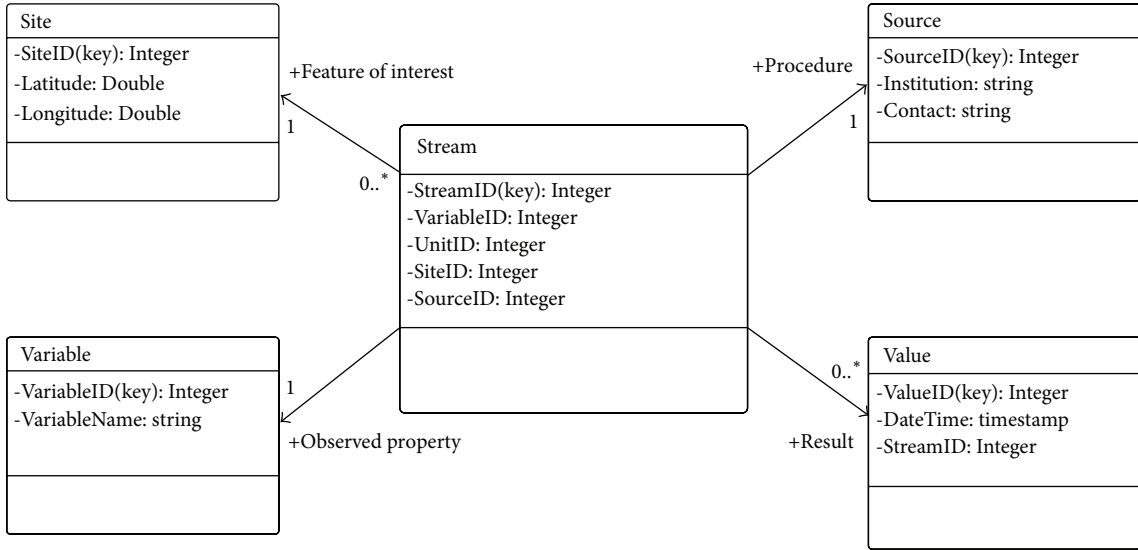 Site
-SiteID(key): Integer
-Latitude: Double
-Longitude: Double
+Feature of interest
1
0..*
Source
-SourceID(key): Integer
-Institution: string
-Contact: string
+Procedure
1
Stream
-StreamID(key): Integer
-VariableID: Integer
-UnitID: Integer
-SiteID: Integer
-SourceID: Integer
Variable
-VariableID(key): Integer
-VariableName: string
1
+Observed property
Value
-ValueID(key): Integer
-DateTime: timestamp
-StreamID: Integer
0..*
+Result